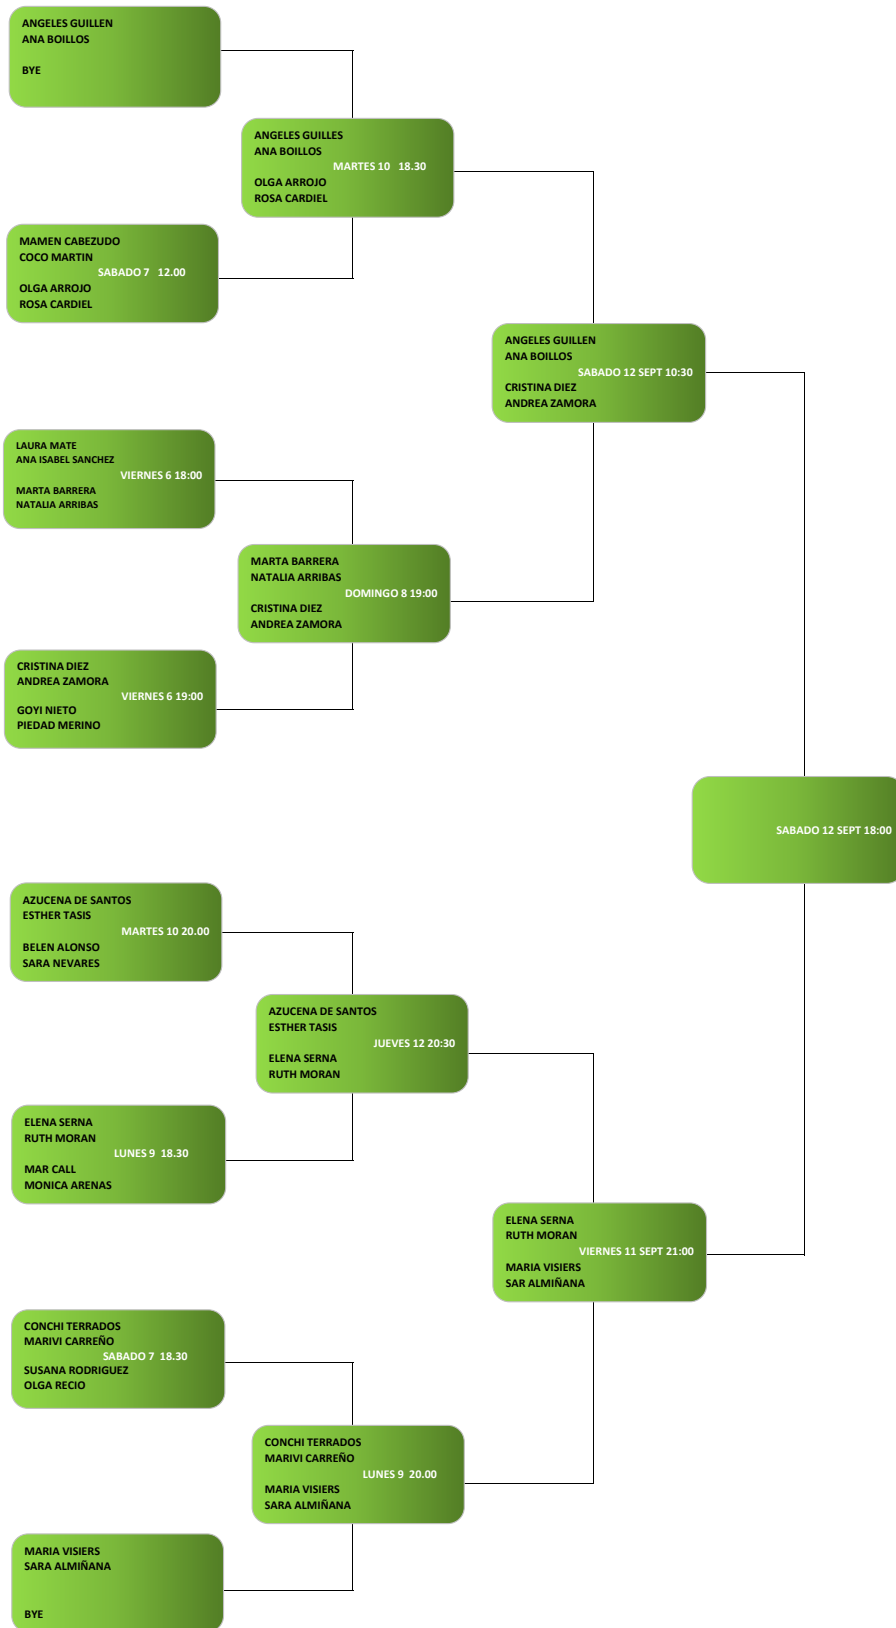 ANGELES GUILLEN
ANA BOILLOS
BYE
ANGELES GUILLES
ANA BOILLOS
MARTES 10 18.30
OLGA ARROJO
ROSA CARDIEL
MAMEN CABEZUDO
COCO MARTIN
SABADO 7 12.00
OLGA ARROJO
ROSA CARDIEL
ANGELES GUILLEN
ANA BOILLOS
SABADO 12 SEPT 10:30
CRISTINA DIEZ
ANDREA ZAMORA
LAURA MATE
ANA ISABEL SANCHEZ
VIERNES 6 18:00
MARTA BARRERA
NATALIA ARRIBAS
MARTA BARRERA
NATALIA ARRIBAS
DOMINGO 8 19:00
CRISTINA DIEZ
ANDREA ZAMORA
CRISTINA DIEZ
ANDREA ZAMORA
VIERNES 6 19:00
GOYI NIETO
PIEDAD MERINO
SABADO 12 SEPT 18:00
AZUCENA DE SANTOS
ESTHER TASIS
MARTES 10 20.00
BELEN ALONSO
SARA NEVARES
AZUCENA DE SANTOS
ESTHER TASIS
JUEVES 12 20:30
ELENA SERNA
RUTH MORAN
ELENA SERNA
RUTH MORAN
LUNES 9 18.30
MAR CALL
MONICA ARENAS
ELENA SERNA
RUTH MORAN
VIERNES 11 SEPT 21:00
MARIA VISIERS
SAR ALMIÑANA
CONCHI TERRADOS
MARIVI CARREÑO
SABADO 7 18.30
SUSANA RODRIGUEZ
OLGA RECIO
CONCHI TERRADOS
MARIVI CARREÑO
LUNES 9 20.00
MARIA VISIERS
SARA ALMIÑANA
MARIA VISIERS
SARA ALMIÑANA
BYE